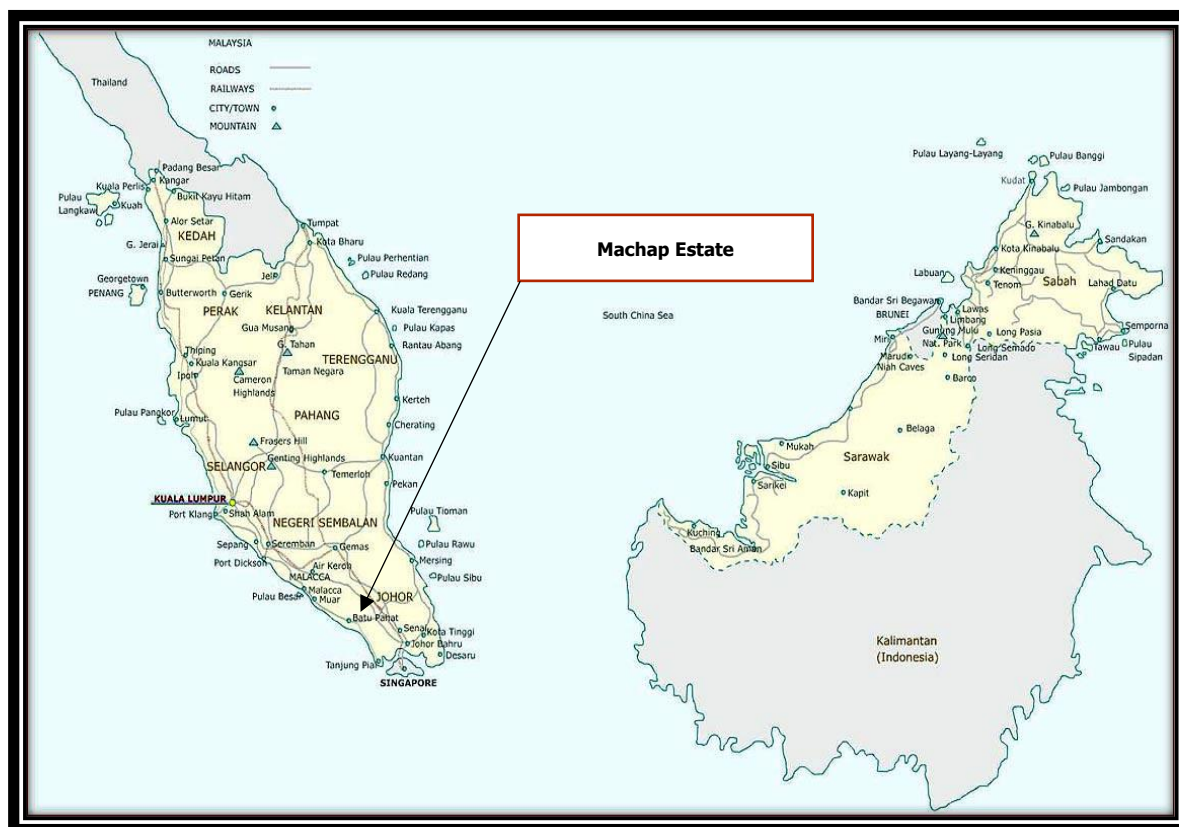 MALAYSIA
ROADS
RAILWAYS
CITY/TOWN
MOUNTAIN
Thailand
Padang Besar
Kangar
Kuala Perlis
Bukit Kayu Hitam
Pulau
Langkaw
Kuah
Alor Setar
KEDAH
G. Jerai
Sungai Petan
Georgetown
PENANG
Butterworth
Gerik
Jeli
Tumpat
Kota Bharu
Pulau Perhentian
Pulau Redang
PERAK
KELANTAN
Gua Musang
G. Tahan
Taman Negara
Kuala Terengganu
Pulau Kapas
Rantau Abang
TERENGGANU
Thiping
Kuala Kangsar
Ipoh
Cameron
Highlands
Pulau Pangkor
Lumut
PAHANG
Kerteh
Cherating
Frasers Hill
Genting Highlands
SELANGOR
Temerloh
Kuantan
Pekan
KUALA LUMPUR
Port Klang
Shah Alam
NEGERI SEMBALAN
Pulau Tioman
Sepang
Seremban
Gemas
Pulau Rawu
Port Dickson
Air Keroh
MALACCA
Mersing
Pulau Sibu
Pulau Besar
Malacca
Muar
JOHOR
Batu Pahat
Senai
Kota Tinggi
Johor Bahru
Desaru
Tanjung Piai
SINGAPORE
Machap Estate
South China Sea
Pulau Layang-Layang
Pulau Banggi
Kudat
Pulau Jambongan
G. Kinabalu
Kota Kinabalu
Sandakan
Labuan
Keninggau
Tenom
Sabah
Lahad Datu
Bandar Sri Begawan
BRUNEI
Lawas
Limbang
Gunung Mulu
Nat. Park
Long Pasia
Semporna
Miri
Long Semado
Tawau
Pulau
Sipadan
Marudi
Niah Caves
Long Seridan
Bareo
Mukah
Belaga
Sibu
Sarawak
Sarikei
Kapit
Kuching
Bandar Sri Aman
Kalimantan
(Indonesia)